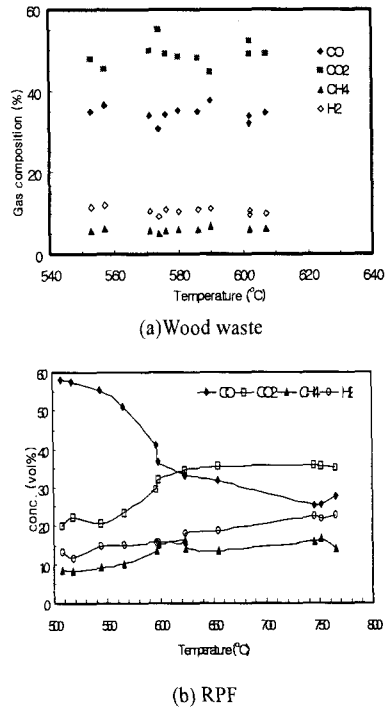 60
40
20
0
Gas composition (%)
CO
CO2
CH4
H2
540 560 580 600 620 640
Temperature (°C)
(a)Wood waste
60
50
40
30
20
10
0
conc. (vol%)
CO CO2 CH4 H2
500 550 600 650 700 750 800
Temperature(°C)
(b) RPF